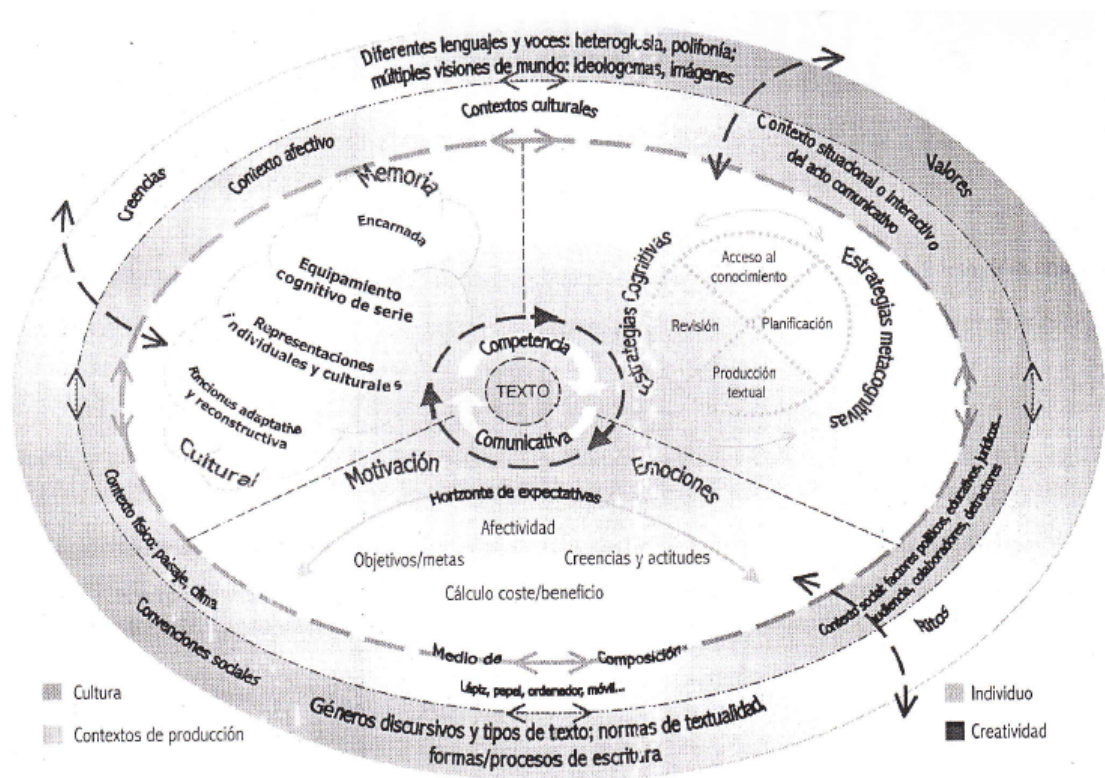 Diferentes lenguajes y voces: heteroglosia, polifonía;
múltiples visiones de mundo: ideologemas, imágenes
Contextos culturales
Creencias
Contexto afectivo
Contexto situacional o interactivo
del acto comunicativo
Valores
Memoria
Encarnada
Equipamiento
cognitivo de serie
Representaciones
individuales y culturales
Funciones adaptativa
y reconstructiva
Cultural
Estrategias Cognitivas
Acceso al
conocimiento
Revisión
Planificación
Producción
textual
Estrategias metacognitivas
Competencia
TEXTO
Comunicativa
Motivación
Emociones
Horizonte de expectativas
Afectividad
Objetivos/metas
Creencias y actitudes
Cálculo coste/beneficio
Contexto físico: paisaje, clima
Convenciones sociales
Contexto social: factores políticos, educativos, jurídicos...
audiencia, colaboradores, detractores
Ritos
Medio de Composición
Lápiz, papel, ordenador, móvil...
Géneros discursivos y tipos de texto; normas de textualidad,
formas/procesos de escritura
Cultura
Contextos de producción
Individuo
Creatividad